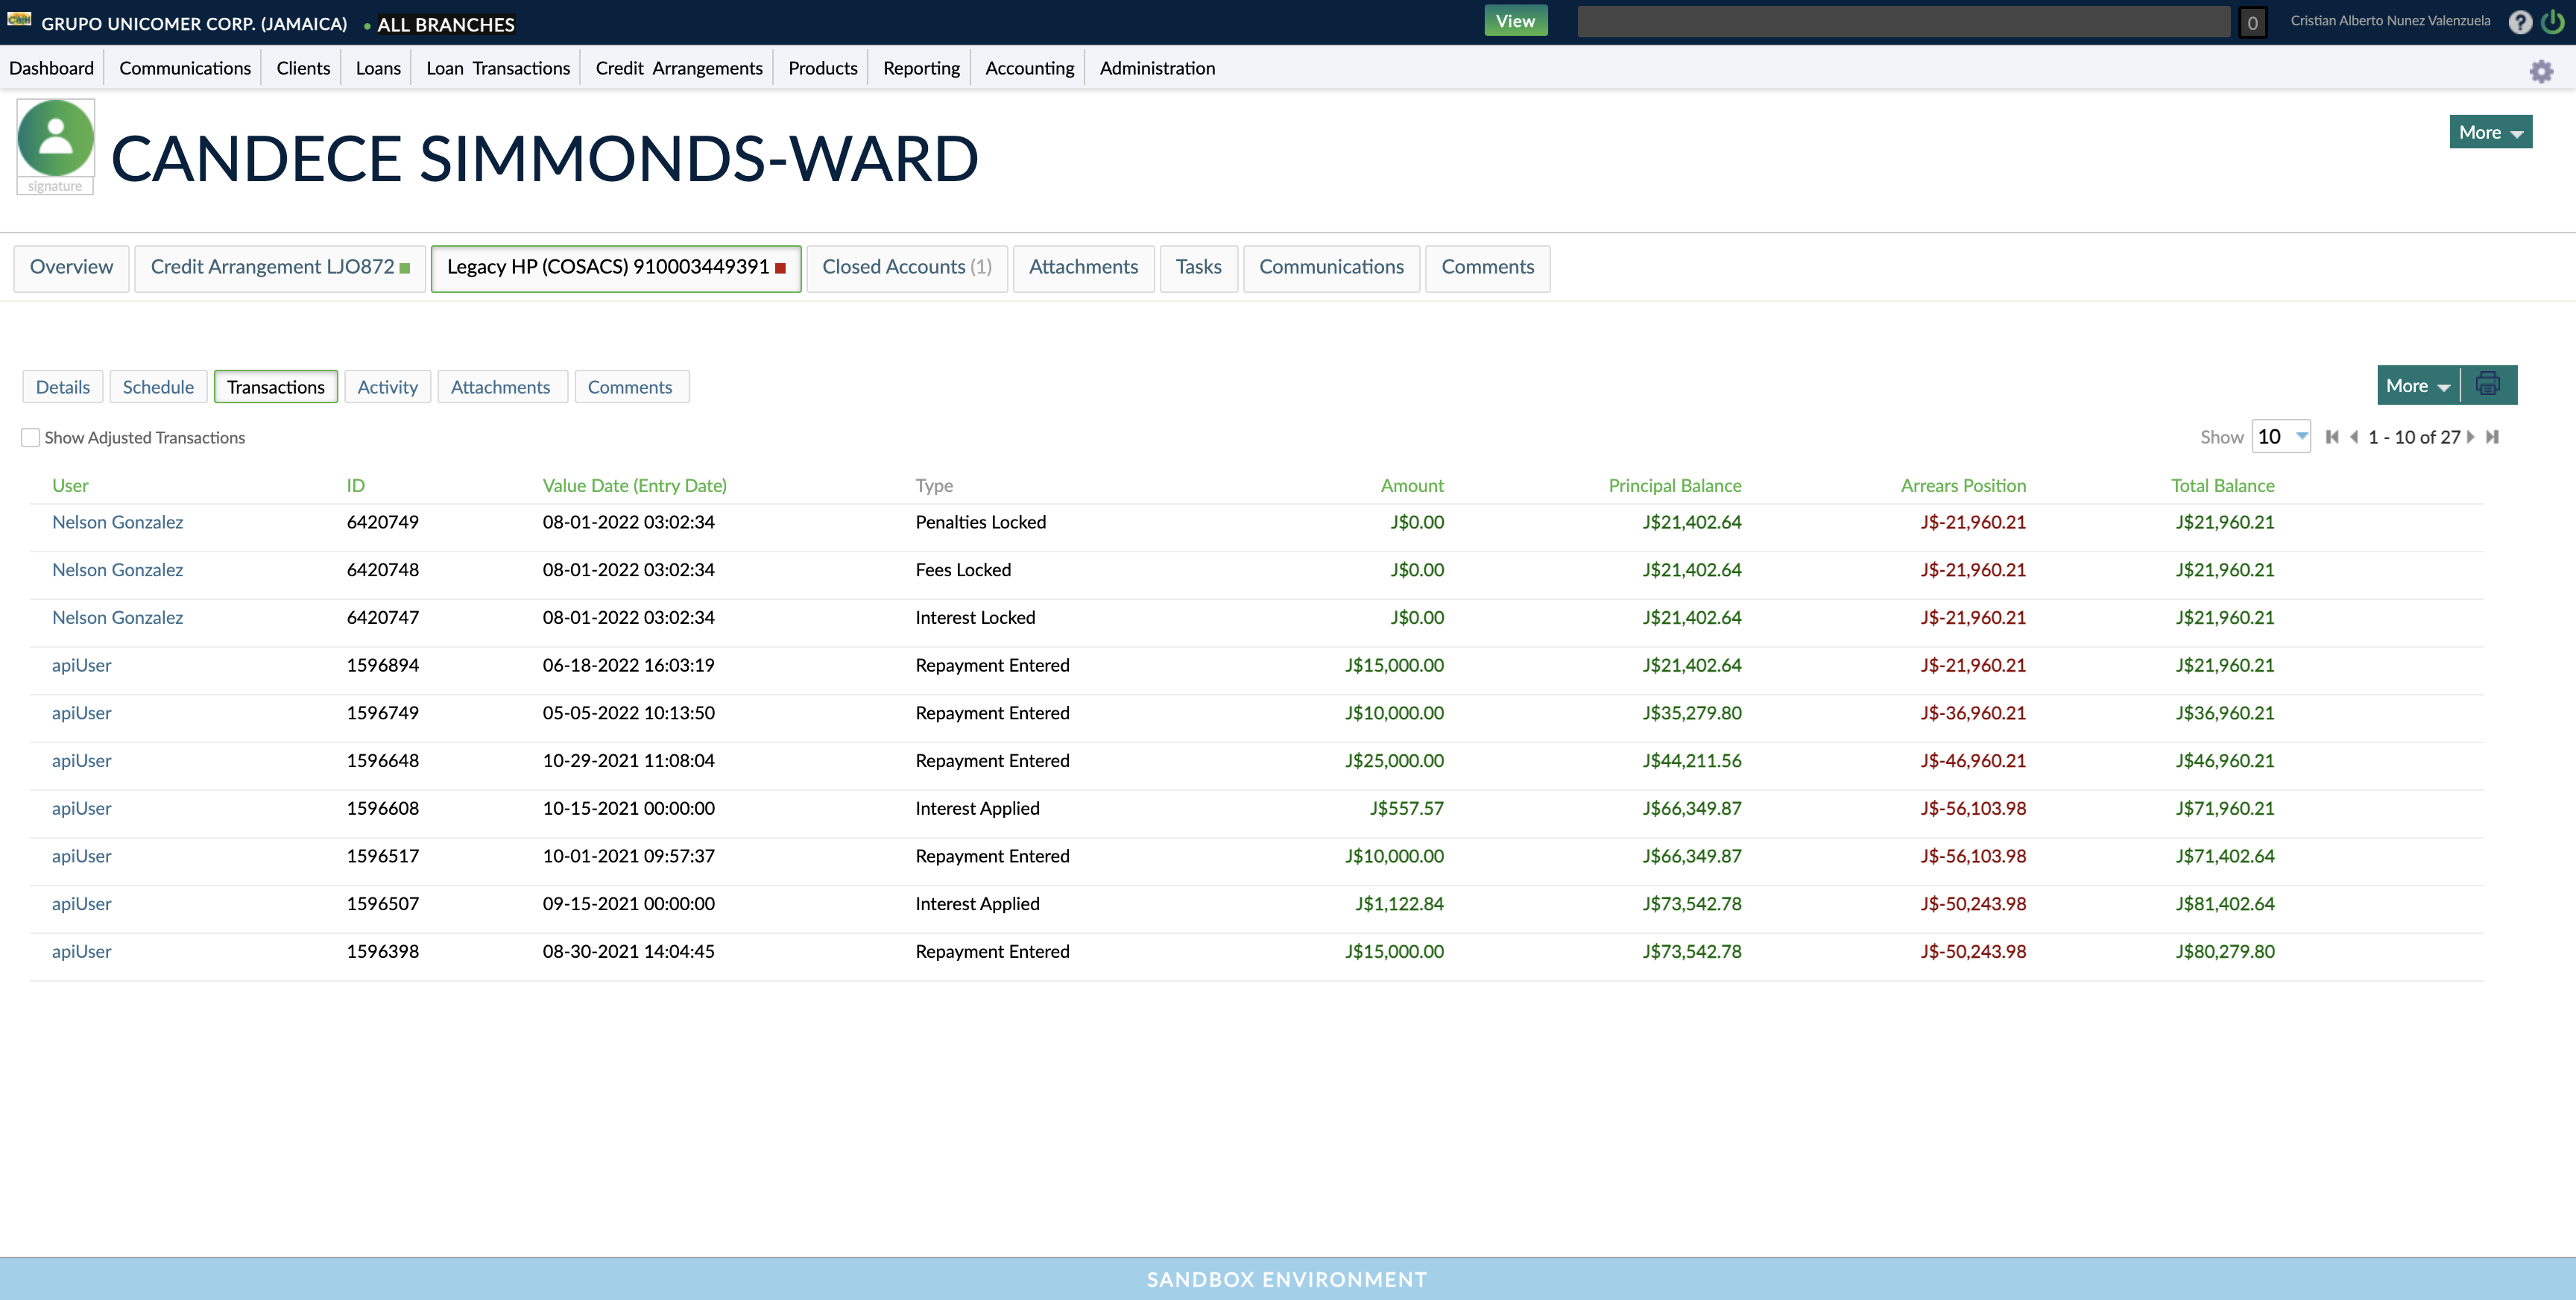 GRUPO UNICOMER CORP. (JAMAICA) • ALL BRANCHES View 0 Cristian Alberto Nunez Valenzuela ?
Dashboard Communications Clients Loans Loan Transactions Credit Arrangements Products Reporting Accounting Administration
signature
CANDECE SIMMONDS-WARD
More
Overview Credit Arrangement LJO872 Legacy HP (COSACS) 910003449391 Closed Accounts (1) Attachments Tasks Communications Comments
Details Schedule Transactions Activity Attachments Comments More
Show Adjusted Transactions Show 10 1 - 10 of 27
User ID Value Date (Entry Date) Type Amount Principal Balance Arrears Position Total Balance
Nelson Gonzalez 6420749 08-01-2022 03:02:34 Penalties Locked J$0.00 J$21,402.64 J$-21,960.21 J$21,960.21
Nelson Gonzalez 6420748 08-01-2022 03:02:34 Fees Locked J$0.00 J$21,402.64 J$-21,960.21 J$21,960.21
Nelson Gonzalez 6420747 08-01-2022 03:02:34 Interest Locked J$0.00 J$21,402.64 J$-21,960.21 J$21,960.21
apiUser 1596894 06-18-2022 16:03:19 Repayment Entered J$15,000.00 J$21,402.64 J$-21,960.21 J$21,960.21
apiUser 1596749 05-05-2022 10:13:50 Repayment Entered J$10,000.00 J$35,279.80 J$-36,960.21 J$36,960.21
apiUser 1596648 10-29-2021 11:08:04 Repayment Entered J$25,000.00 J$44,211.56 J$-46,960.21 J$46,960.21
apiUser 1596608 10-15-2021 00:00:00 Interest Applied J$557.57 J$66,349.87 J$-56,103.98 J$71,960.21
apiUser 1596517 10-01-2021 09:57:37 Repayment Entered J$10,000.00 J$66,349.87 J$-56,103.98 J$71,402.64
apiUser 1596507 09-15-2021 00:00:00 Interest Applied J$1,122.84 J$73,542.78 J$-50,243.98 J$81,402.64
apiUser 1596398 08-30-2021 14:04:45 Repayment Entered J$15,000.00 J$73,542.78 J$-50,243.98 J$80,279.80
SANDBOX ENVIRONMENT